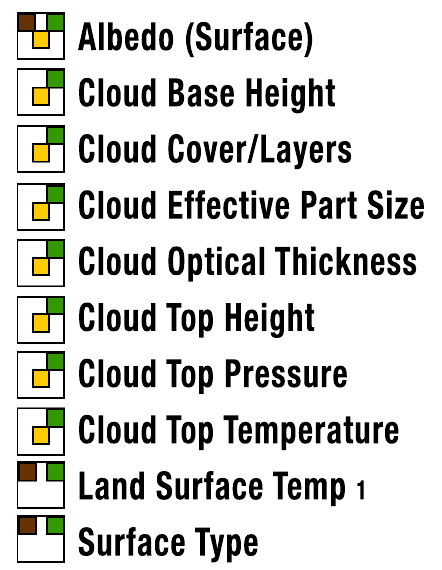 Albedo (Surface)
Cloud Base Height
Cloud Cover/Layers
Cloud Effective Part Size
Cloud Optical Thickness
Cloud Top Height
Cloud Top Pressure
Cloud Top Temperature
Land Surface Temp 1
Surface Type